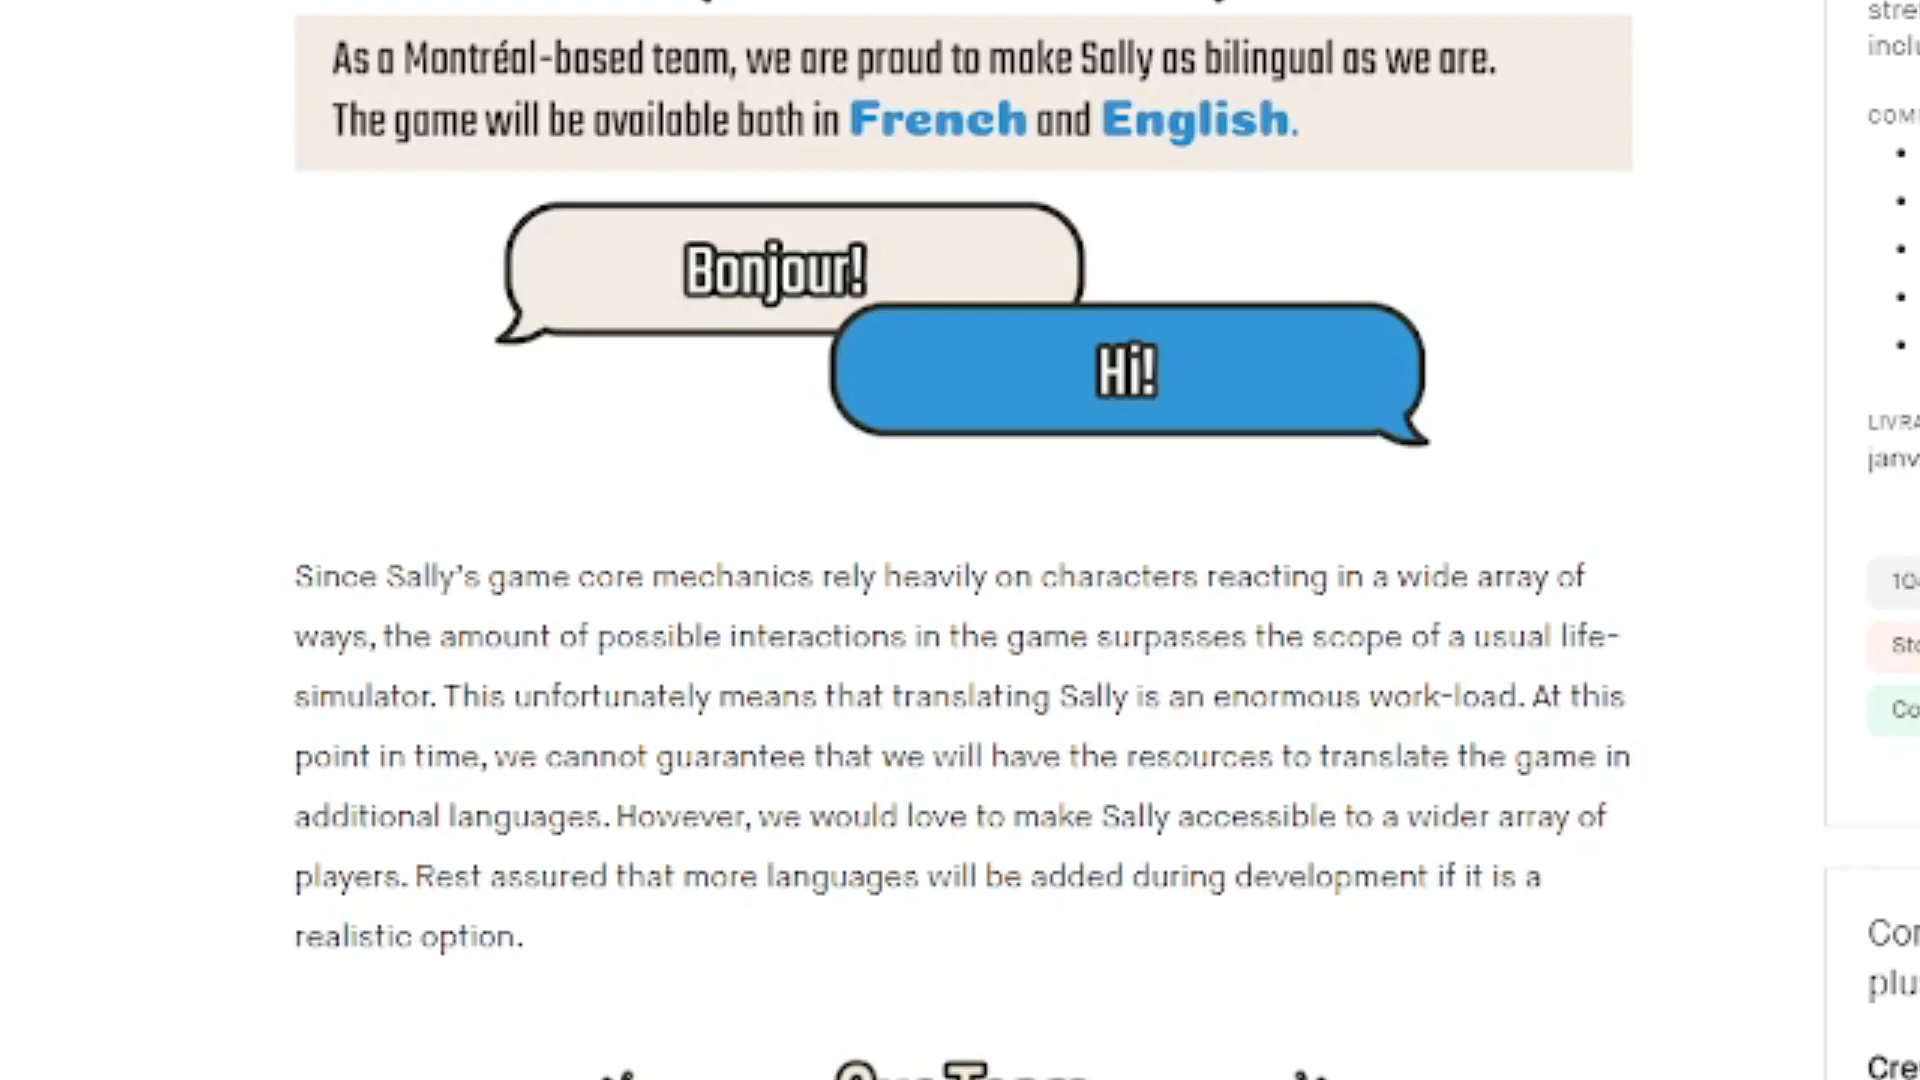 As a Montréal-based team, we are proud to make Sally as bilingual as we are.
The game will be available both in French and English.
Bonjour!
Hi!
Since Sally's game core mechanics rely heavily on characters reacting in a wide array of
ways, the amount of possible interactions in the game surpasses the scope of a usual life-
simulator. This unfortunately means that translating Sally is an enormous work-load. At this
point in time, we cannot guarantee that we will have the resources to translate the game in
additional languages. However, we would love to make Sally accessible to a wider array of
players. Rest assured that more languages will be added during development if it is a
realistic option.
Our Team